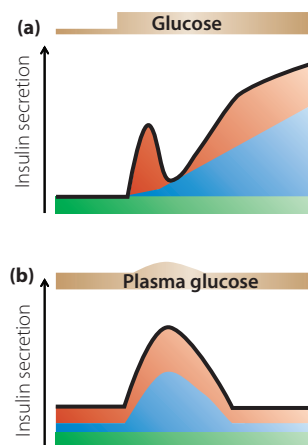 (a)
Glucose
Insulin secretion
(b)
Plasma glucose
Insulin secretion